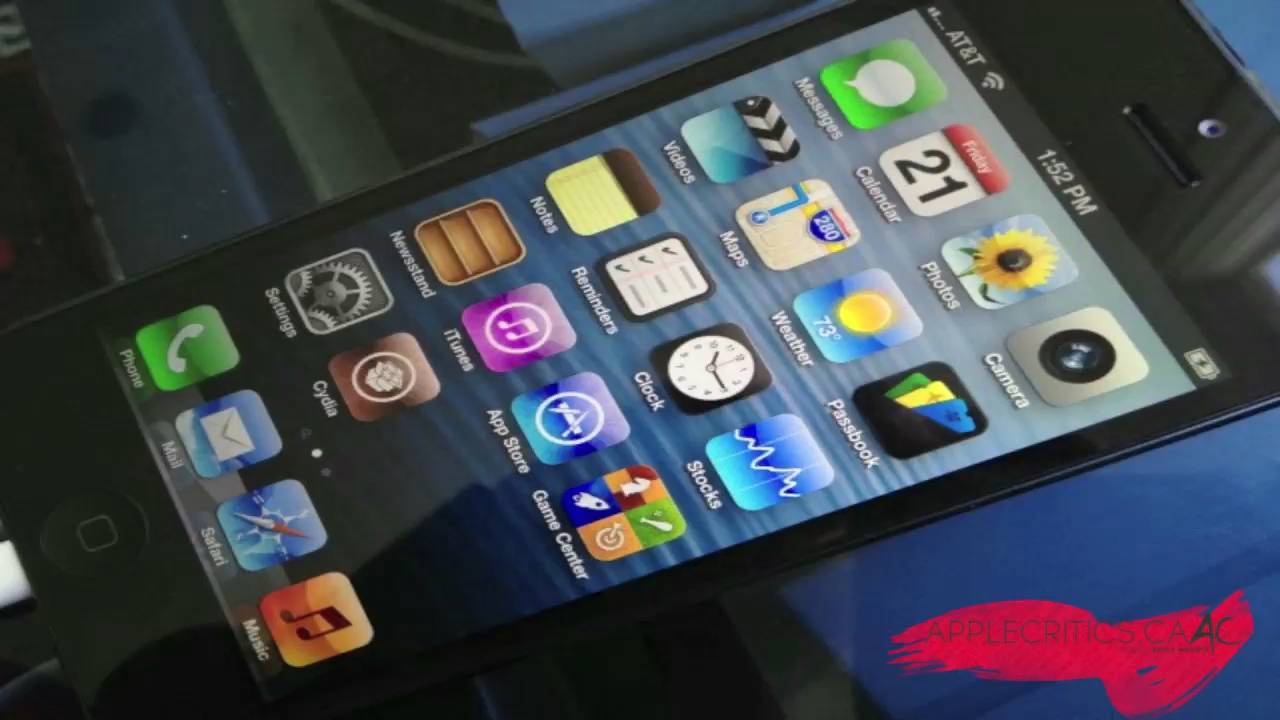 AT&T
1:52 PM
Messages
Friday
21
Calendar
Photos
Camera
Videos
280
Maps
73°
Weather
Passbook
Notes
Reminders
Clock
Stocks
Newsstand
iTunes
App Store
Game Center
Settings
Cydia
Phone
Mail
Safari
Music
APPLECRITICS.CA AC